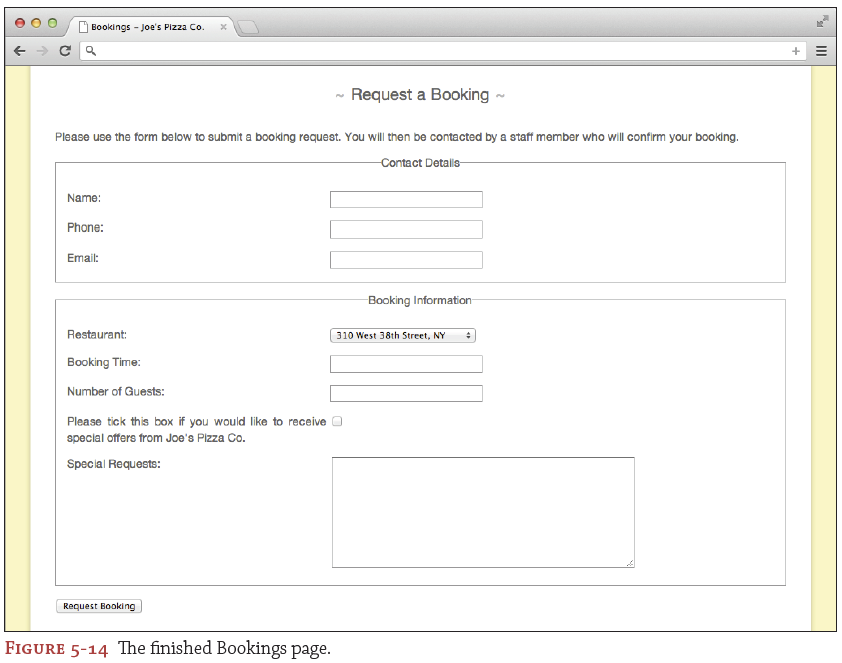 Bookings – Joe's Pizza Co.
~ Request a Booking ~
Please use the form below to submit a booking request. You will then be contacted by a staff member who will confirm your booking.
Contact Details
Name:
Phone:
Email:
Booking Information
Restaurant:
310 West 38th Street, NY
Booking Time:
Number of Guests:
Please tick this box if you would like to receive
special offers from Joe's Pizza Co.
Special Requests:
Request Booking
Figure 5-14 The finished Bookings page.